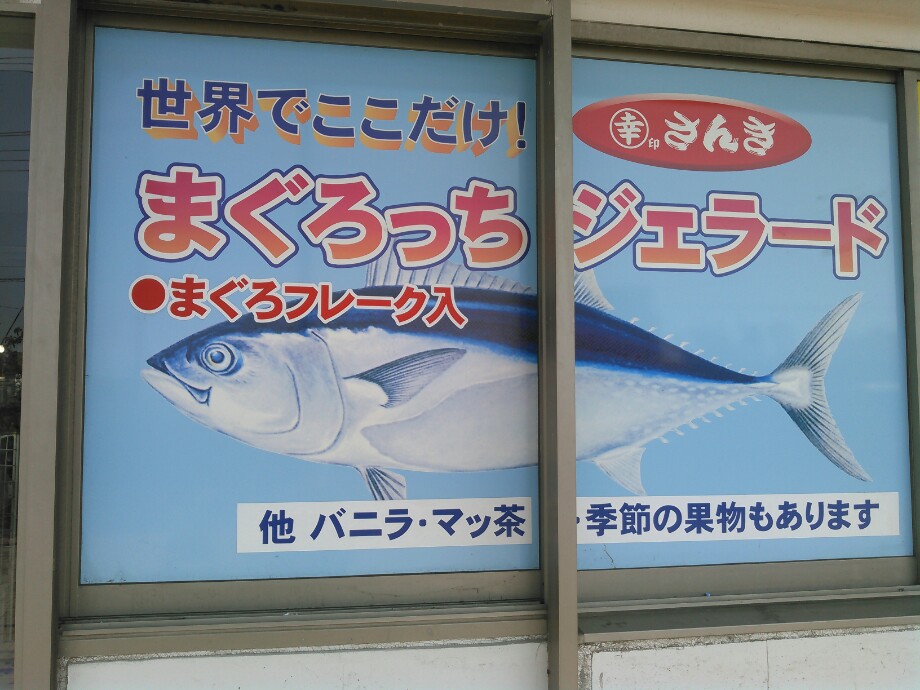 世界でここだけ!
幸印 さんき
まぐろっちジェラード
●まぐろフレーク入
他 バニラ・マッ茶・季節の果物もあります